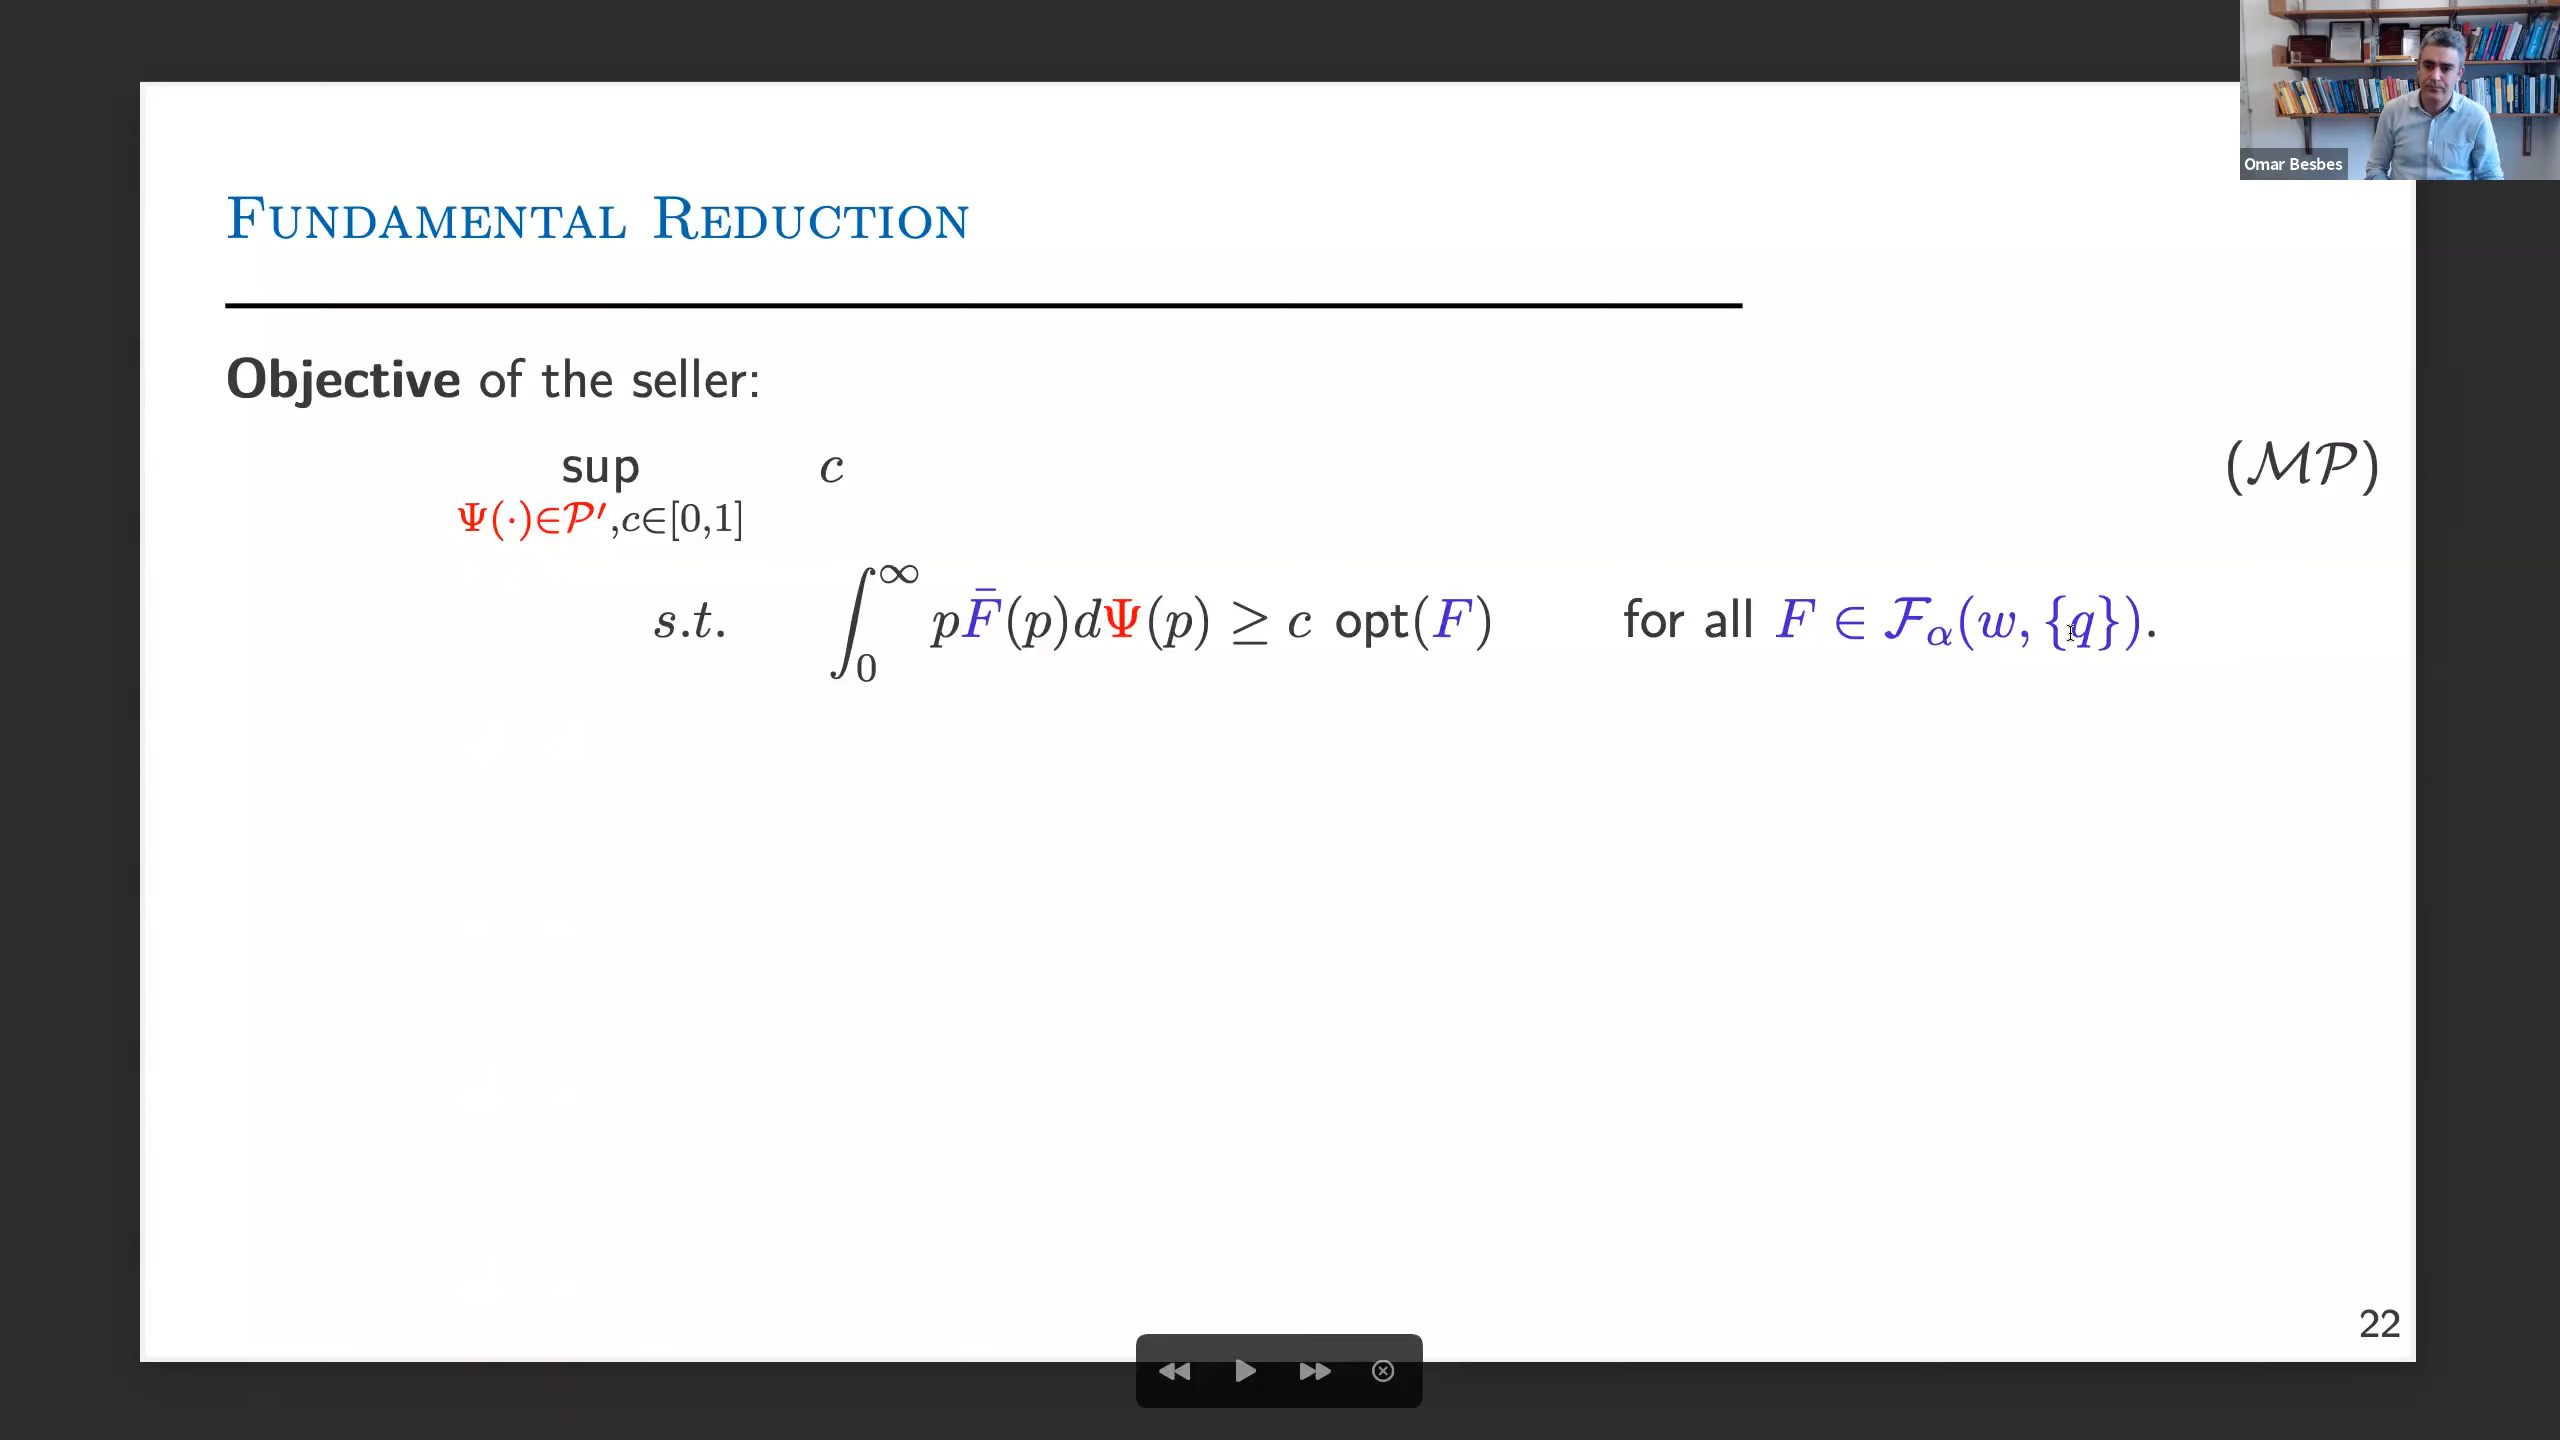 Omar Besbes
FUNDAMENTAL REDUCTION
Objective of the seller:
sup c (ℳ𝒫)
Ψ(·)∈𝒫′,c∈[0,1]
s.t. ∫₀^∞ pF̄(p)dΨ(p) ≥ c opt(F) for all F ∈ ℱ_α(w, {q}).
22